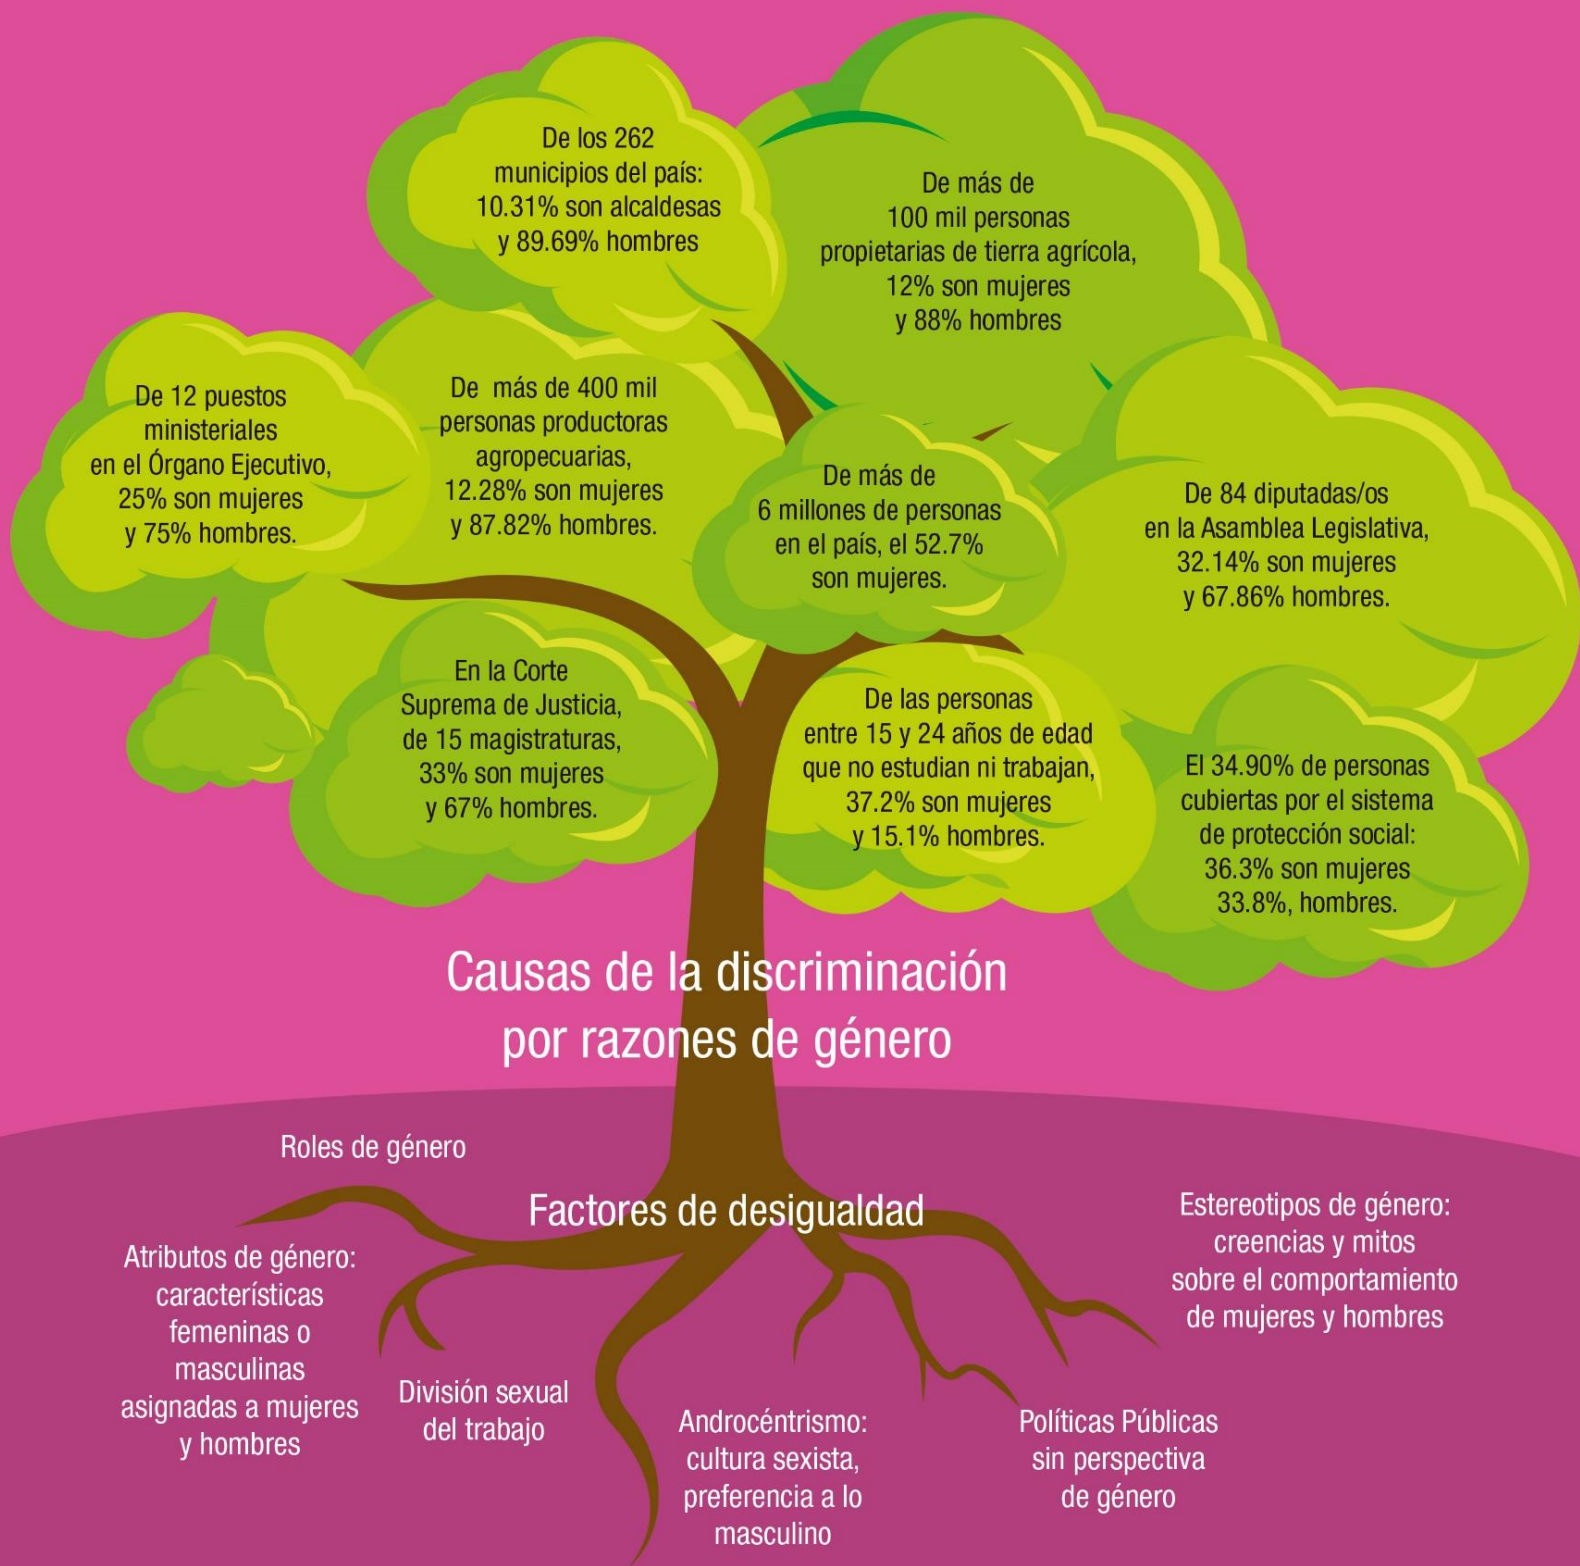 De los 262
municipios del país:
10.31% son alcaldesas
y 89.69% hombres
De más de
100 mil personas
propietarias de tierra agrícola,
12% son mujeres
y 88% hombres
De 12 puestos
ministeriales
en el Órgano Ejecutivo,
25% son mujeres
y 75% hombres.
De más de 400 mil
personas productoras
agropecuarias,
12.28% son mujeres
y 87.82% hombres.
De más de
6 millones de personas
en el país, el 52.7%
son mujeres.
De 84 diputadas/os
en la Asamblea Legislativa,
32.14% son mujeres
y 67.86% hombres.
En la Corte
Suprema de Justicia,
de 15 magistraturas,
33% son mujeres
y 67% hombres.
De las personas
entre 15 y 24 años de edad
que no estudian ni trabajan,
37.2% son mujeres
y 15.1% hombres.
El 34.90% de personas
cubiertas por el sistema
de protección social:
36.3% son mujeres
33.8%, hombres.
Causas de la discriminación
por razones de género
Factores de desigualdad
Roles de género
Atributos de género:
características
femeninas o
masculinas
asignadas a mujeres
y hombres
División sexual
del trabajo
Androcéntrismo:
cultura sexista,
preferencia a lo
masculino
Políticas Públicas
sin perspectiva
de género
Estereotipos de género:
creencias y mitos
sobre el comportamiento
de mujeres y hombres